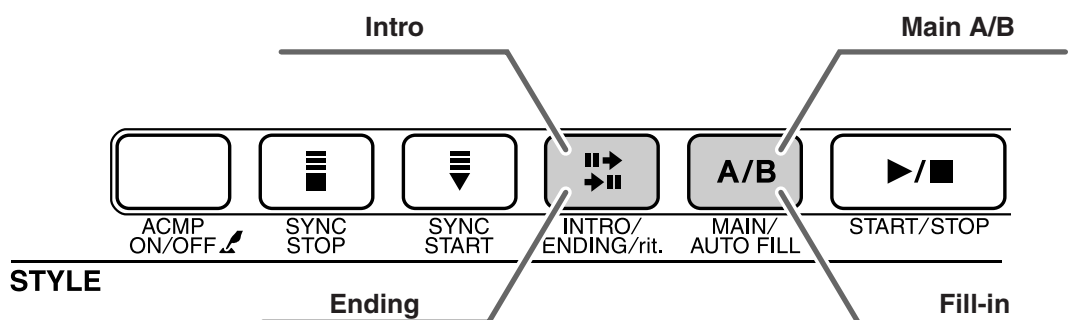 Intro
Main A/B
A/B
ACMP
ON/OFF
SYNC
STOP
SYNC
START
INTRO/
ENDING/rit.
MAIN/
AUTO FILL
START/STOP
STYLE
Ending
Fill-in